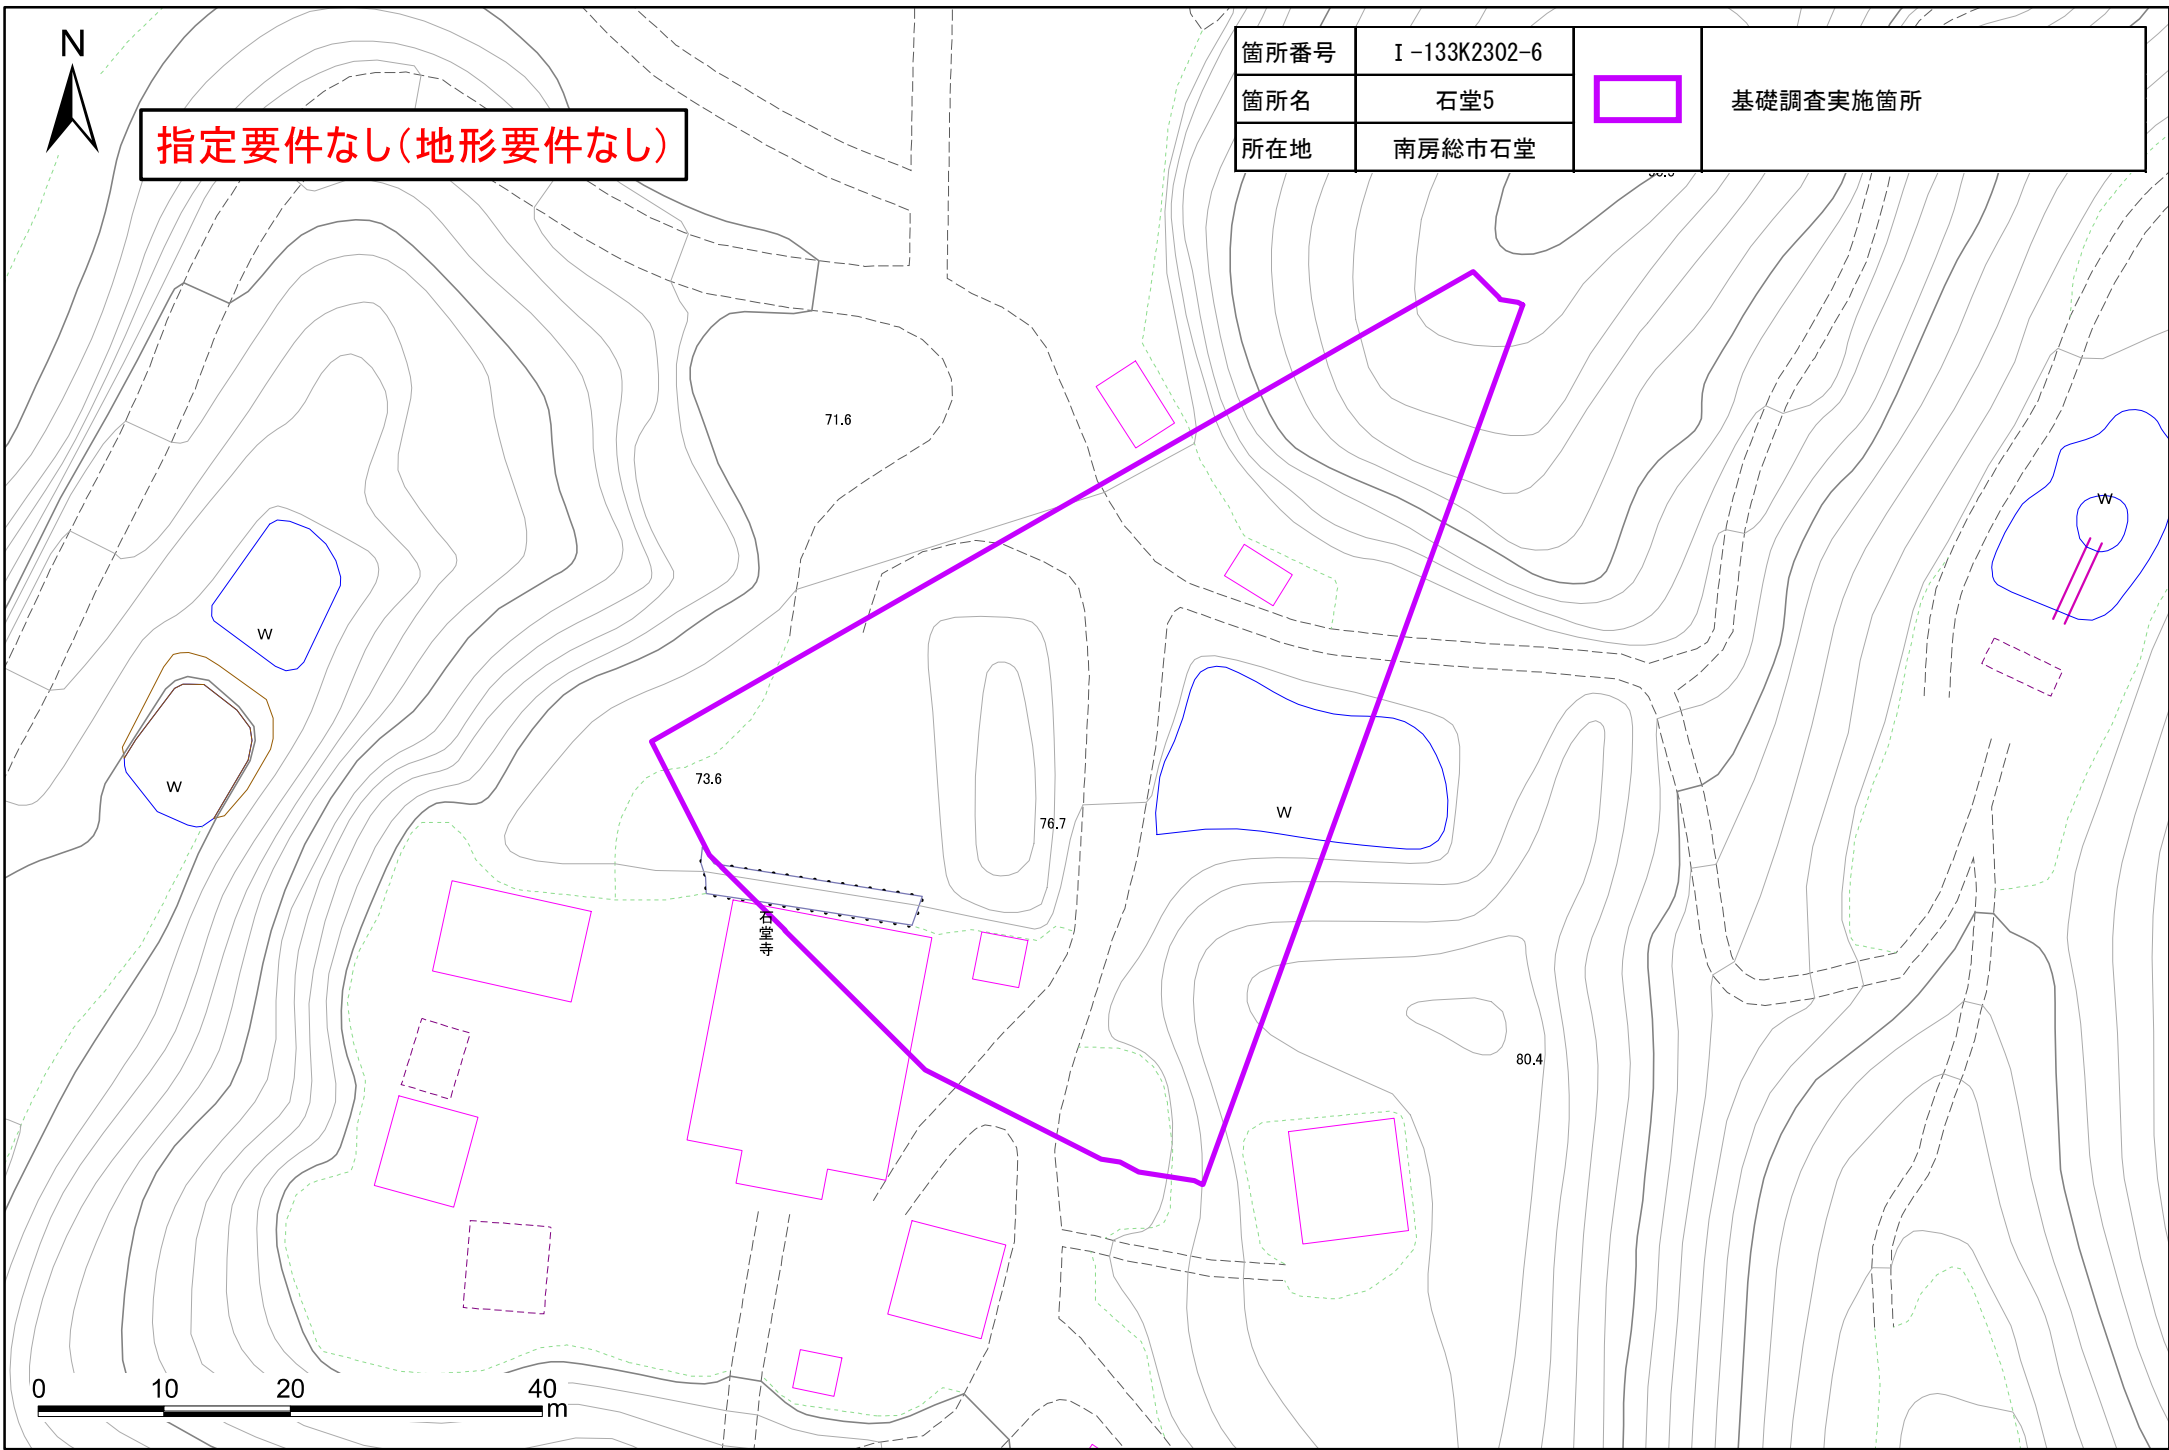 N
指定要件なし(地形要件なし)
箇所番号 Ⅰ-133K2302-6
箇所名 石堂5
所在地 南房総市石堂
基礎調査実施箇所
71.6
W
W
W
73.6
76.7
W
石堂寺
80.4
0 10 20 40
m